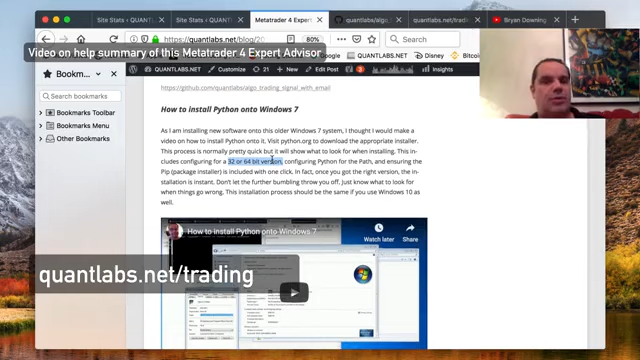 Site Stats ‹ QUANTL
Site Stats ‹ QUANTLABS
Metatrader 4 Expert
quantlabs/algo_trading
quantlabs.net/trading
Bryan Downing
quantlabs.net/blog/20
80%
Search
Video on help summary of this Metatrader 4 Expert Advisor
Disney
Bookm...
QUANTLABS.NET
Customize
21
New
Edit Post
Insights
Search bookmarks
Bookmarks Toolbar
Bookmarks Menu
Other Bookmarks
https://github.com/quantlabs/algo_trading_signal_with_email
How to install Python onto Windows 7
As I am installing new software onto this older Windows 7 system, I thought I would make a
video on how to install Python onto it. Visit python.org to download the appropriate installer.
This process is normally pretty quick but it will show what to look for when installing. This in-
cludes configuring for a 32 or 64 bit version, configuring Python for the Path, and ensuring the
Pip (package installer) is included with one click. In fact, once you got the right version, the in-
stallation is instant. Don't let the further bumbling throw you off, just know what to look for
when things go wrong. This installation process should be the same if you use Windows 10 as
well.
How to install Python onto Windows 7
Watch later
Share
quantlabs.net/trading